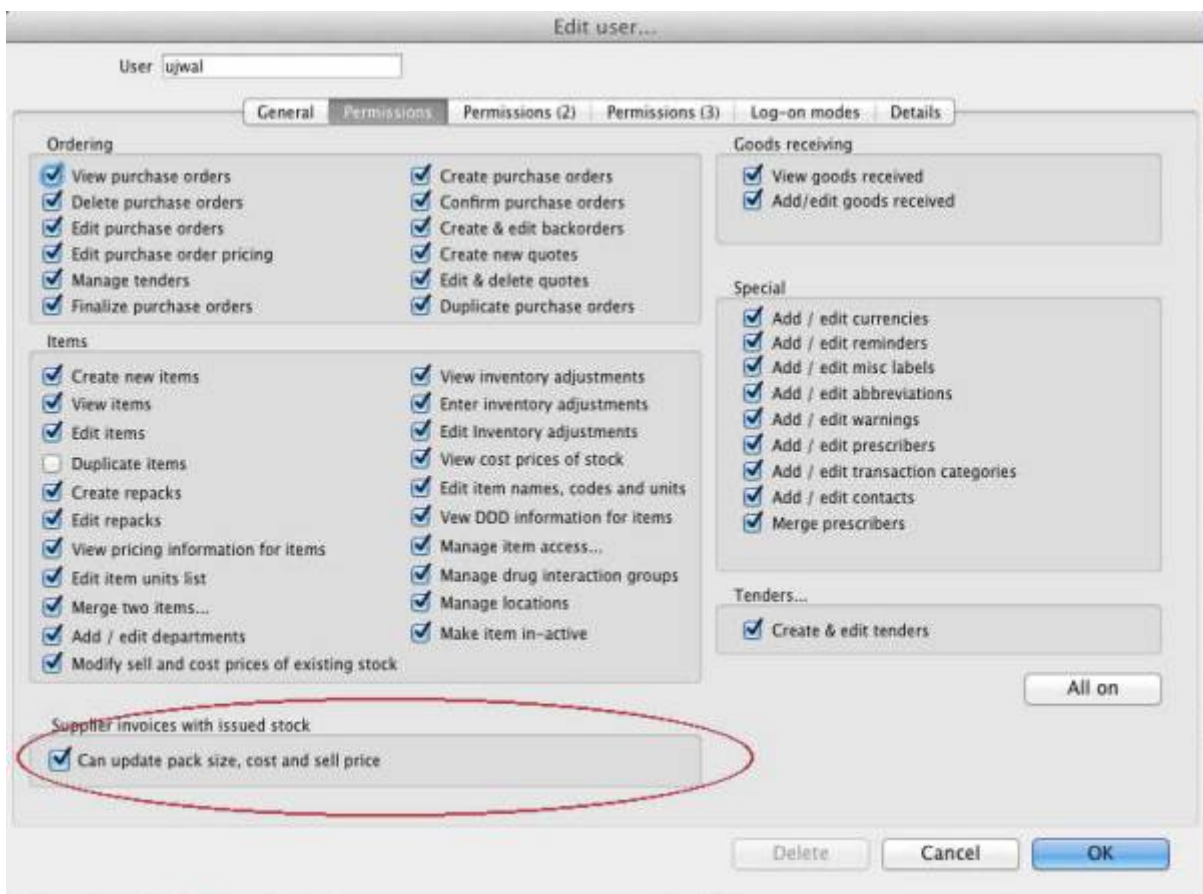 Edit user...
User ujwal
General Permissions Permissions (2) Permissions (3) Log-on modes Details
Ordering
View purchase orders
Delete purchase orders
Edit purchase orders
Edit purchase order pricing
Manage tenders
Finalize purchase orders
Create purchase orders
Confirm purchase orders
Create & edit backorders
Create new quotes
Edit & delete quotes
Duplicate purchase orders
Items
Create new items
View items
Edit items
Duplicate items
Create repacks
Edit repacks
View pricing information for items
Edit item units list
Merge two items...
Add / edit departments
Modify sell and cost prices of existing stock
View inventory adjustments
Enter inventory adjustments
Edit Inventory adjustments
View cost prices of stock
Edit item names, codes and units
Vew DDD information for items
Manage item access...
Manage drug interaction groups
Manage locations
Make item in-active
Supplier invoices with issued stock
Can update pack size, cost and sell price
Goods receiving
View goods received
Add/edit goods received
Special
Add / edit currencies
Add / edit reminders
Add / edit misc labels
Add / edit abbreviations
Add / edit warnings
Add / edit prescribers
Add / edit transaction categories
Add / edit contacts
Merge prescribers
Tenders...
Create & edit tenders
All on
Delete Cancel OK